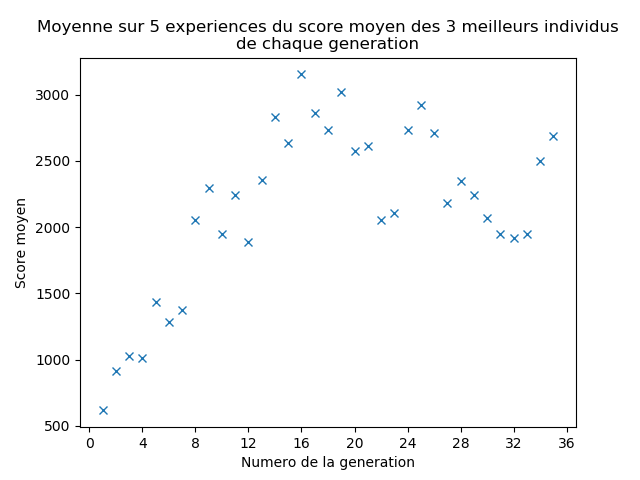 Moyenne sur 5 experiences du score moyen des 3 meilleurs individus
de chaque generation
3000
2500
2000
1500
1000
500
Score moyen
0 4 8 12 16 20 24 28 32 36
Numero de la generation